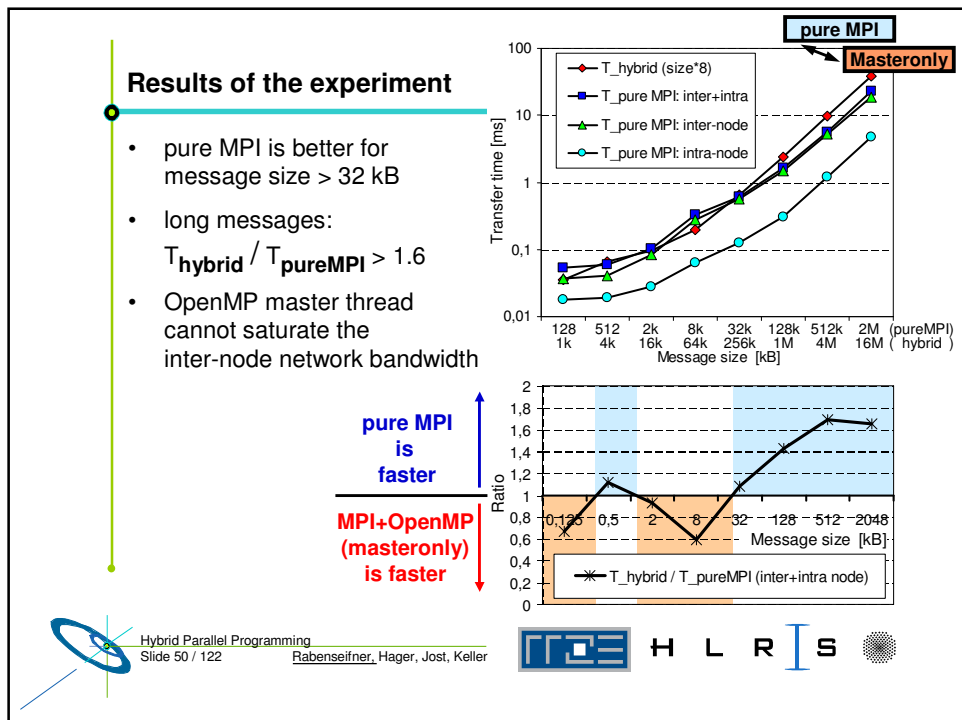 Results of the experiment
• pure MPI is better for
message size > 32 kB
• long messages:
Thybrid / TpureMPI > 1.6
• OpenMP master thread
cannot saturate the
inter-node network bandwidth
pure MPI
Masteronly
100
10
1
0,1
0,01
Transfer time [ms]
T_hybrid (size*8)
T_pure MPI: inter+intra
T_pure MPI: inter-node
T_pure MPI: intra-node
128 512 2k 8k 32k 128k 512k 2M (pureMPI)
1k 4k 16k 64k 256k 1M 4M 16M ( hybrid )
Message size [kB]
pure MPI
is
faster
MPI+OpenMP
(masteronly)
is faster
2
1,8
1,6
1,4
1,2
1
0,8
0,6
0,4
0,2
0
Ratio
0,125 0,5 2 8 32 128 512 2048
Message size [kB]
T_hybrid / T_pureMPI (inter+intra node)
Hybrid Parallel Programming
Slide 50 / 122 Rabenseifner, Hager, Jost, Keller
H L R I S